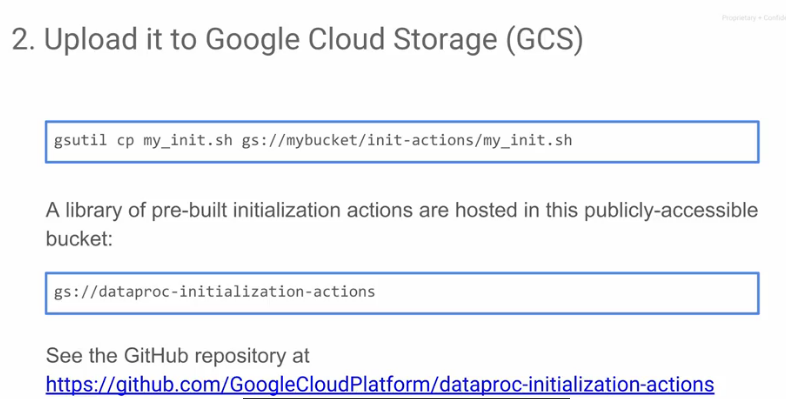 Proprietary + Confid
2. Upload it to Google Cloud Storage (GCS)
gsutil cp my_init.sh gs://mybucket/init-actions/my_init.sh
A library of pre-built initialization actions are hosted in this publicly-accessible
bucket:
gs://dataproc-initialization-actions
See the GitHub repository at
https://github.com/GoogleCloudPlatform/dataproc-initialization-actions